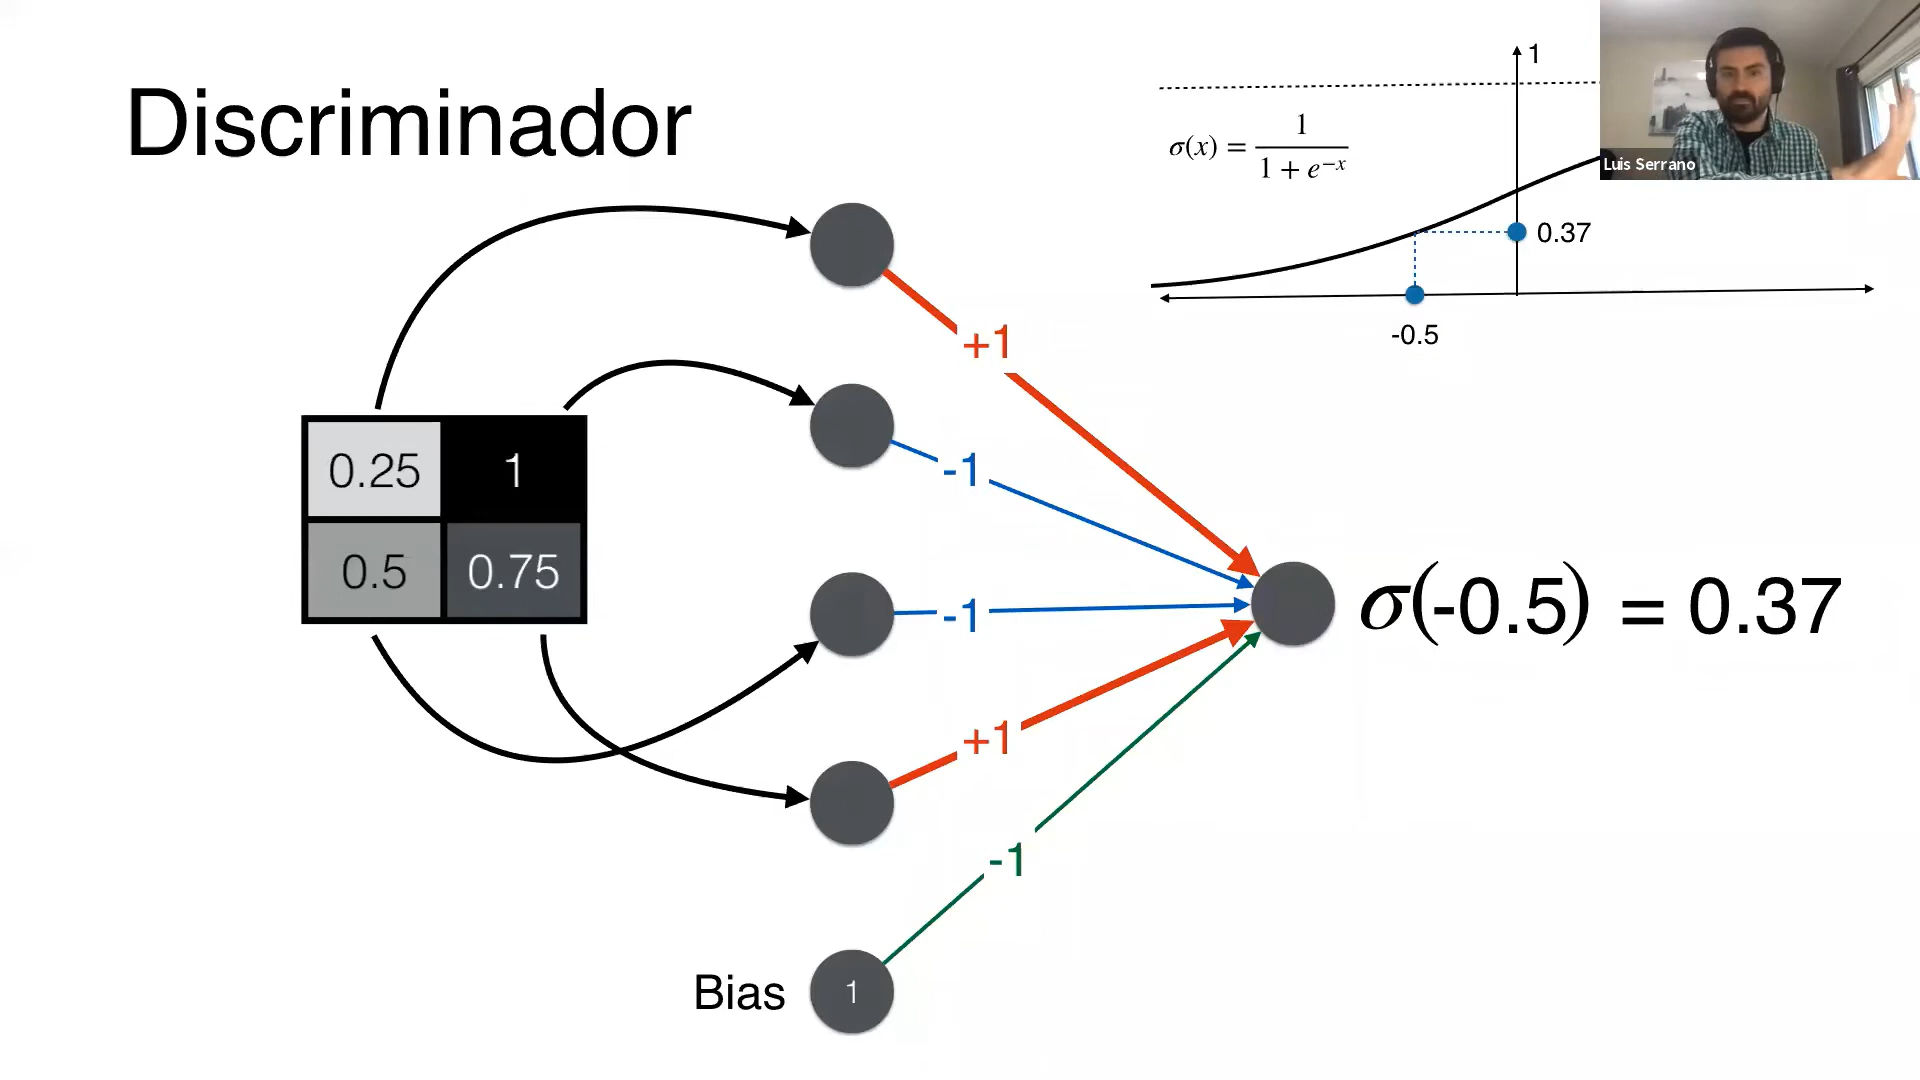 Discriminador
1
σ(x) = 1 / 1 + e^−x
0.37
-0.5
Luis Serrano
+1
-1
0.25 1
0.5 0.75
-1
+1
σ(-0.5) = 0.37
-1
Bias 1